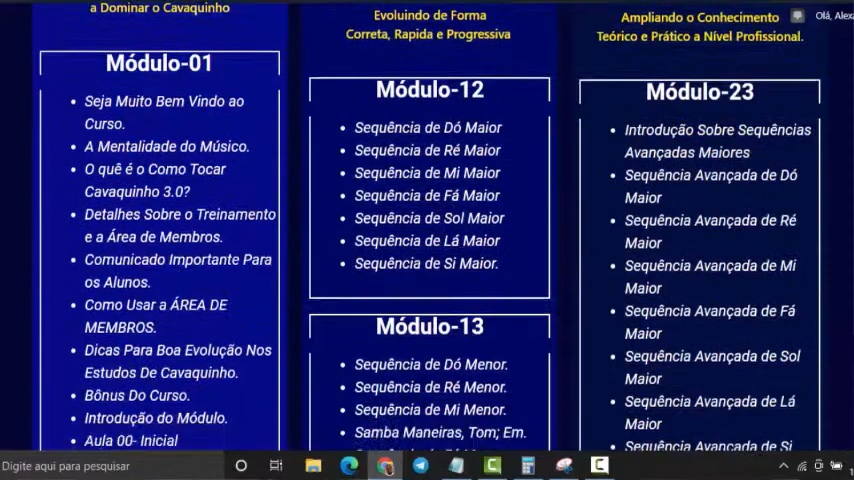 a Dominar o Cavaquinho
Módulo-01
Seja Muito Bem Vindo ao
Curso.
A Mentalidade do Músico.
O quê é o Como Tocar
Cavaquinho 3.0?
Detalhes Sobre o Treinamento
e a Área de Membros.
Comunicado Importante Para
os Alunos.
Como Usar a ÁREA DE
MEMBROS.
Dicas Para Boa Evolução Nos
Estudos De Cavaquinho.
Bônus Do Curso.
Introdução do Módulo.
Aula 00- Inicial
Evoluindo de Forma
Correta, Rapida e Progressiva
Módulo-12
Sequência de Dó Maior
Sequência de Ré Maior
Sequência de Mi Maior
Sequência de Fá Maior
Sequência de Sol Maior
Sequência de Lá Maior
Sequência de Si Maior.
Módulo-13
Sequência de Dó Menor.
Sequência de Ré Menor.
Sequência de Mi Menor.
Samba Maneiras, Tom; Em.
Ampliando o Conhecimento
Teórico e Prático a Nível Profissional.
Olá, Alexa
Módulo-23
Introdução Sobre Sequências
Avançadas Maiores
Sequência Avançada de Dó
Maior
Sequência Avançada de Ré
Maior
Sequência Avançada de Mi
Maior
Sequência Avançada de Fá
Maior
Sequência Avançada de Sol
Maior
Sequência Avançada de Lá
Maior
Sequência Avançada de Si
Digite aqui para pesquisar